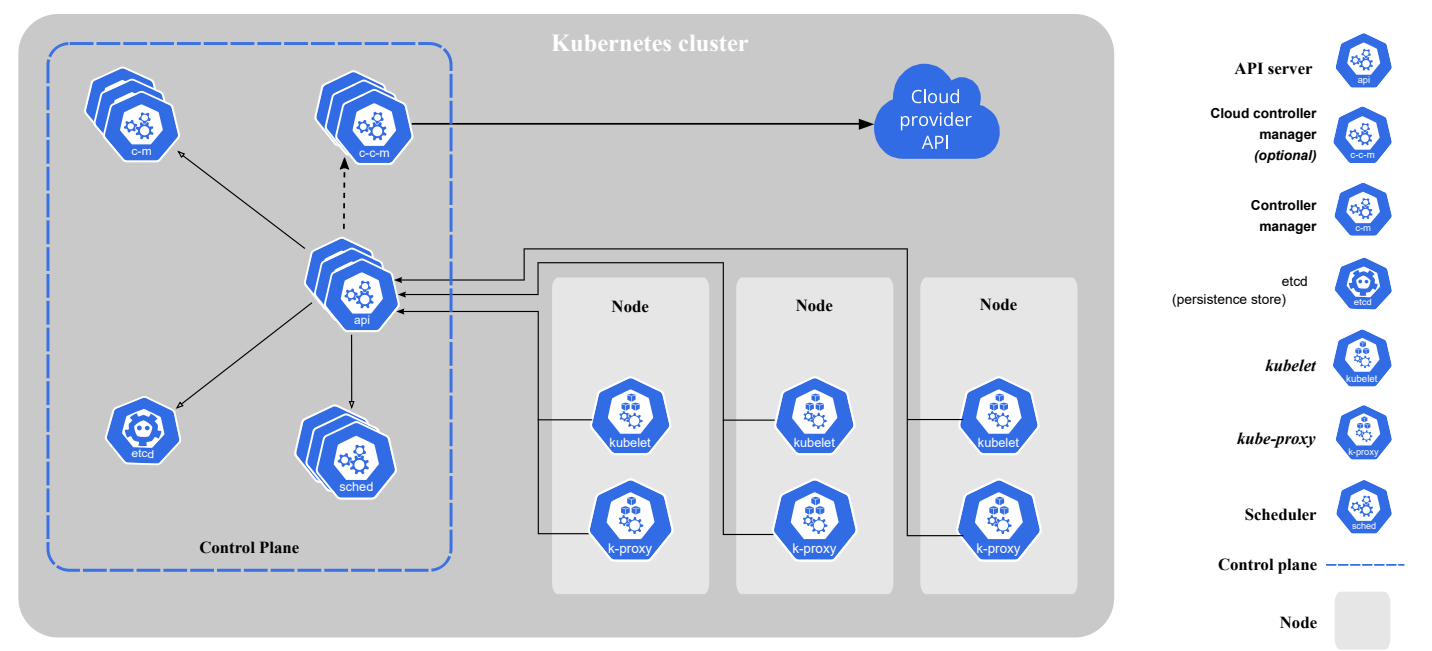 Kubernetes cluster
c-m
c-c-m
Cloud
provider
API
api
etcd
sched
Control Plane
Node
kubelet
k-proxy
Node
kubelet
k-proxy
Node
kubelet
k-proxy
API server
api
Cloud controller
manager
(optional)
c-c-m
Controller
manager
c-m
etcd
(persistence store)
etcd
kubelet
kubelet
kube-proxy
k-proxy
Scheduler
sched
Control plane
Node